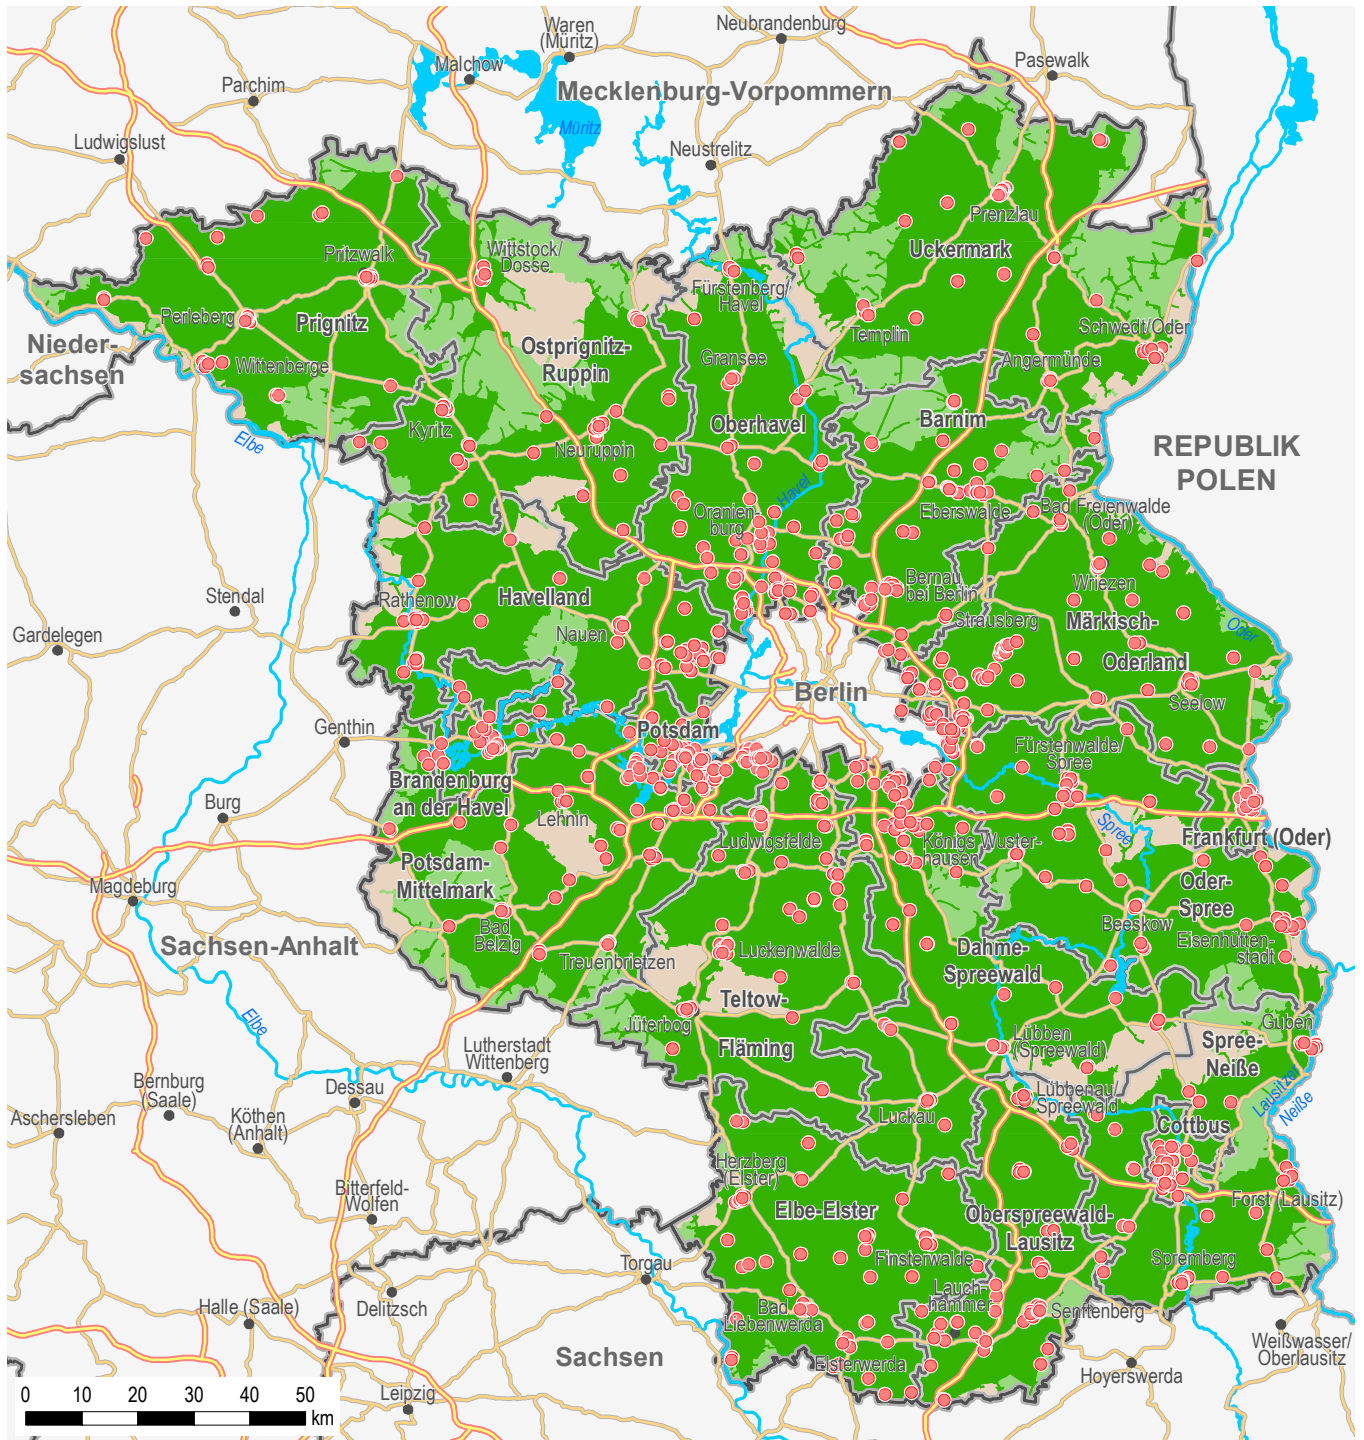 Waren
(Müritz)
Neubrandenburg
Malchow
Pasewalk
Parchim
Mecklenburg-Vorpommern
Müritz
Ludwigslust
Neustrelitz
Prenzlau
Pritzwalk
Wittstock/
Dosse
Uckermark
Fürstenberg/
Havel
Perleberg
Prignitz
Templin
Schwedt/Oder
Nieder-
sachsen
Ostprignitz-
Ruppin
Gransee
Angermünde
Wittenberge
Elbe
Kyritz
Neuruppin
Oberhavel
Barnim
REPUBLIK
POLEN
Havel
Oranien-
burg
Eberswalde
Bad Freienwalde
(Oder)
Wriezen
Bernau
bei Berlin
Stendal
Rathenow
Havelland
Nauen
Strausberg
Märkisch-
Oderland
Oder
Gardelegen
Berlin
Seelow
Genthin
Potsdam
Fürstenwalde/
Spree
Brandenburg
an der Havel
Burg
Lehnin
Ludwigsfelde
Königs Wuster-
hausen
Spree
Frankfurt (Oder)
Potsdam-
Mittelmark
Magdeburg
Oder-
Spree
Bad
Belzig
Beeskow
Eisenhütten-
stadt
Sachsen-Anhalt
Treuenbrietzen
Luckenwalde
Dahme-
Spreewald
Teltow-
Fläming
Jüterbog
Elbe
Guben
Lutherstadt
Wittenberg
Lübben
(Spreewald)
Spree-
Neiße
Bernburg
(Saale)
Dessau
Lübbenau/
Spreewald
Lausitzer
Neiße
Aschersleben
Köthen
(Anhalt)
Luckau
Cottbus
Herzberg
(Elster)
Bitterfeld-
Wolfen
Forst (Lausitz)
Elbe-Elster
Oberspreewald-
Lausitz
Torgau
Finsterwalde
Spremberg
Halle (Saale)
Delitzsch
Bad
Liebenwerda
Lauch-
hammer
Senftenberg
Sachsen
Elsterwerda
Weißwasser/
Oberlausitz
Hoyerswerda
Leipzig
0 10 20 30 40 50
km